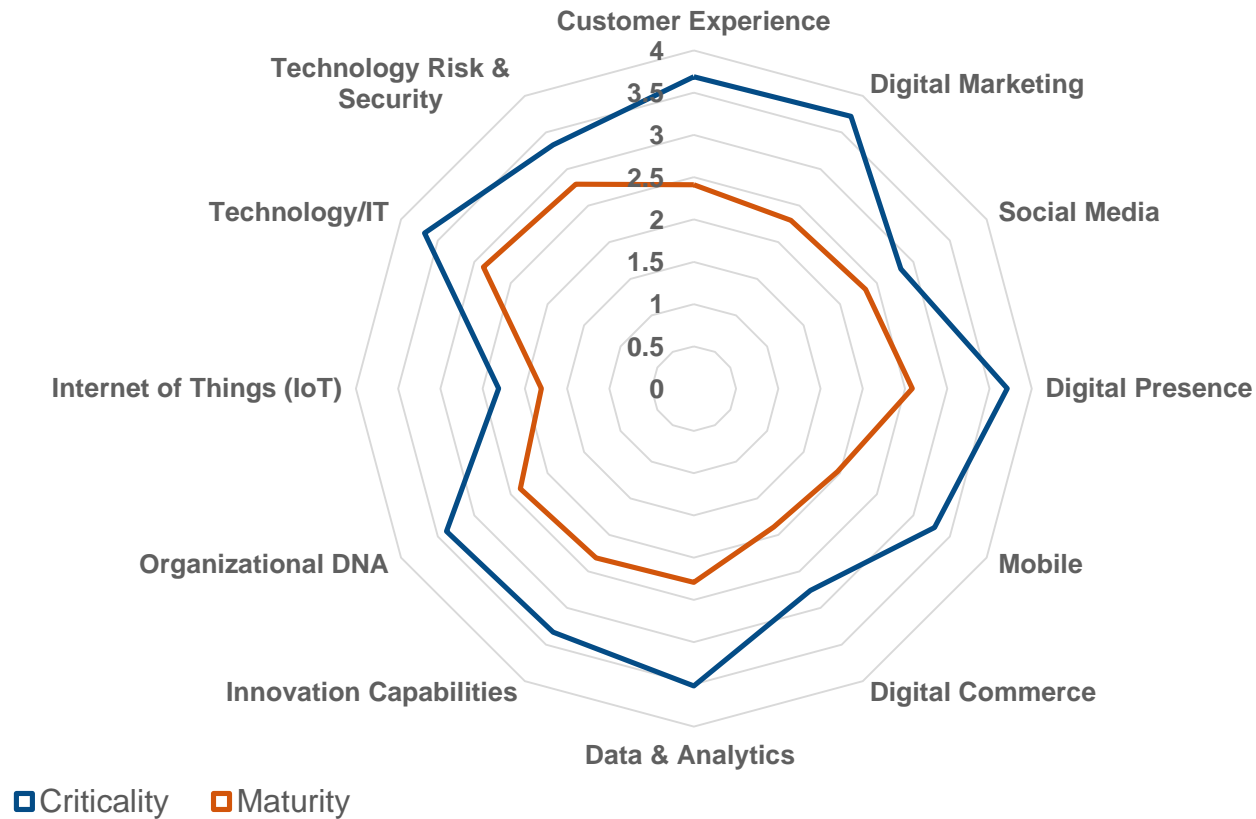 Customer Experience
4
3.5
3
2.5
2
1.5
1
0.5
0
Digital Marketing
Social Media
Digital Presence
Mobile
Digital Commerce
Data & Analytics
Innovation Capabilities
Organizational DNA
Internet of Things (IoT)
Technology/IT
Technology Risk &
Security
Criticality
Maturity